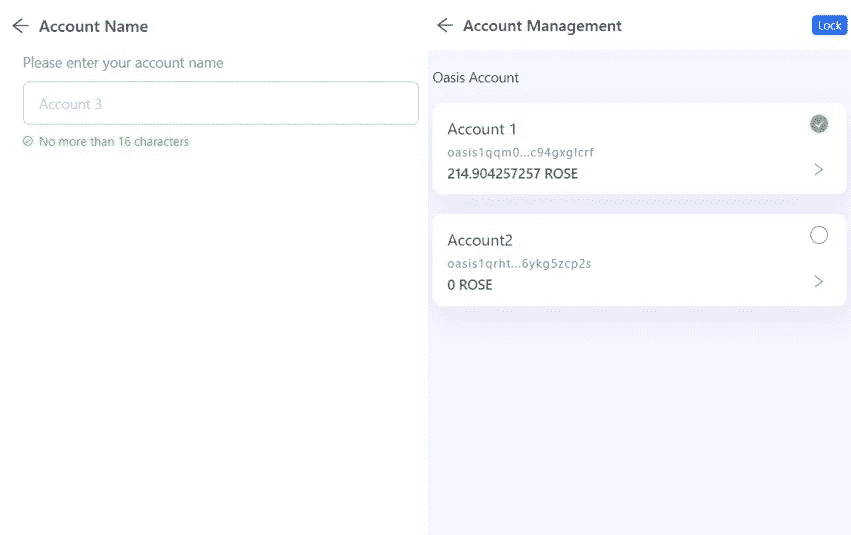 Account Name
Please enter your account name
Account 3
No more than 16 characters
Account Management
Lock
Oasis Account
Account 1
oasis1qqm0...c94gxglcrf
214.904257257 ROSE
Account2
oasis1qrht...6ykg5zcp2s
0 ROSE